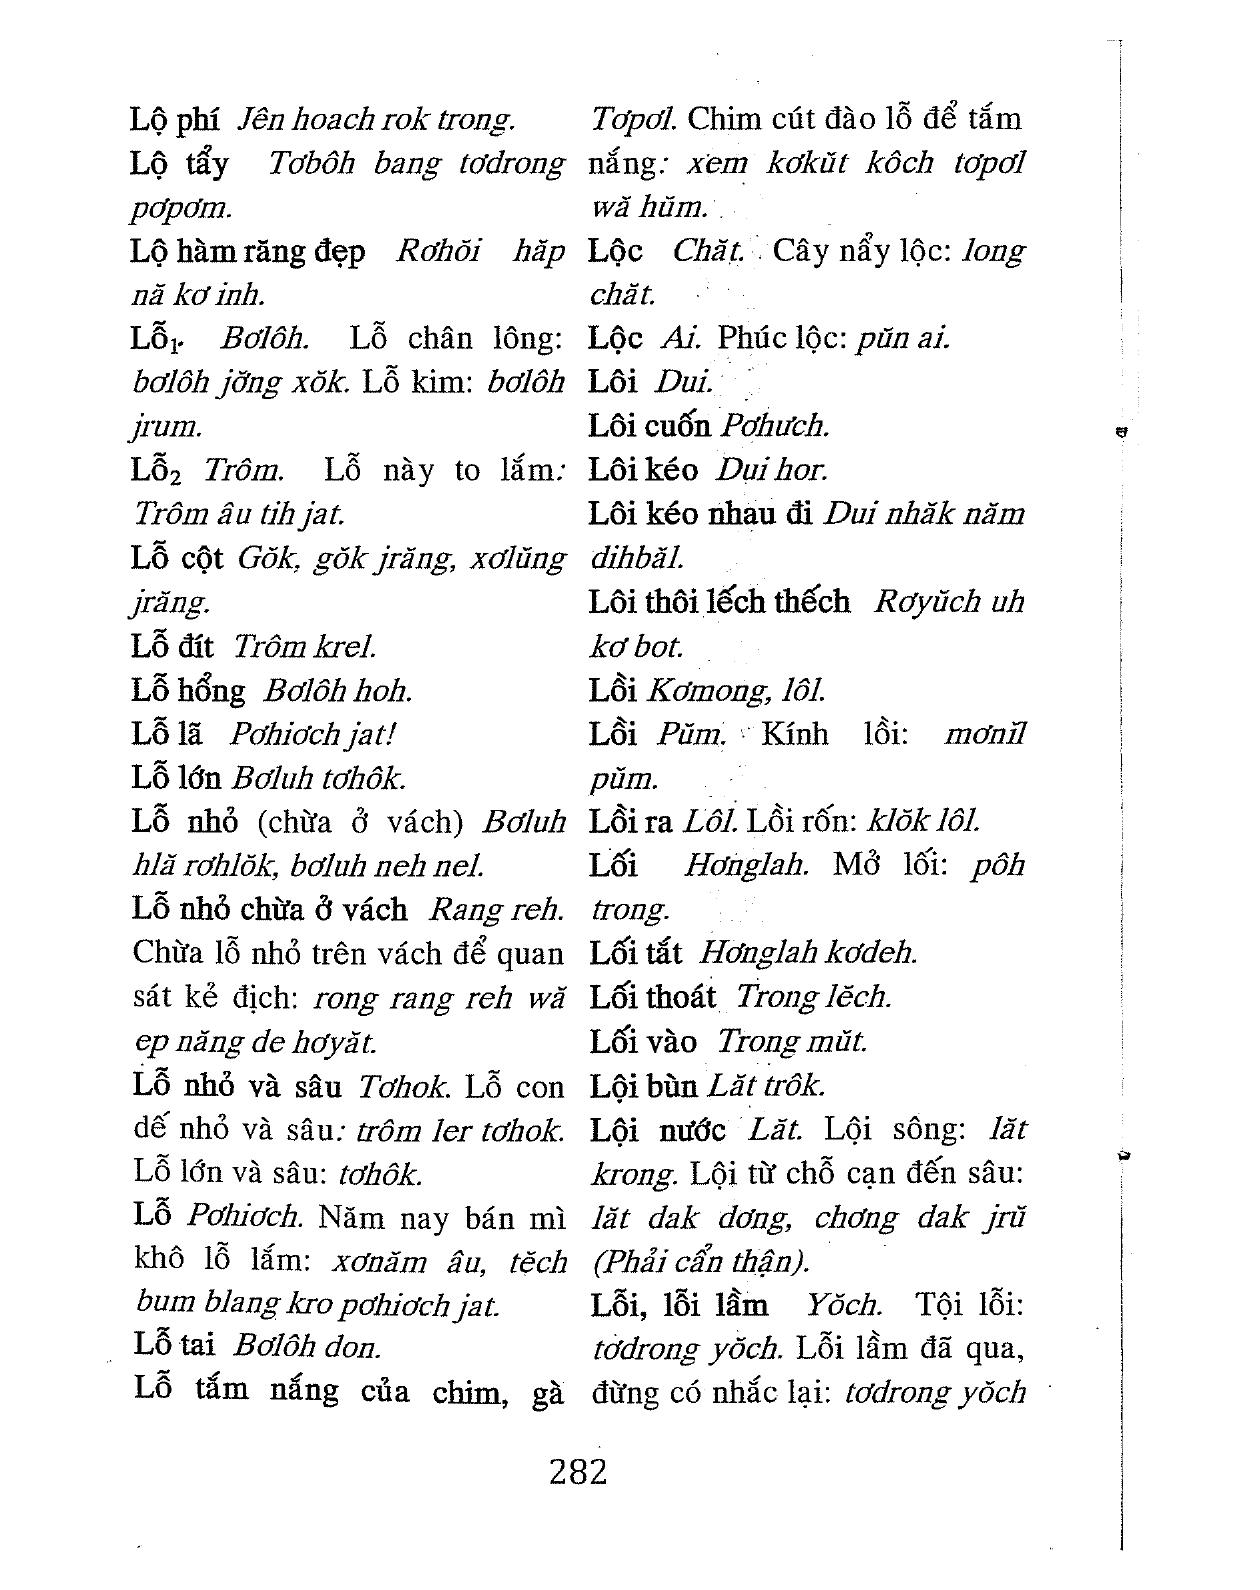 Lộ phí Jên hoach rok trong.
Lộ tẩy Tơbôh bang tơdrong
pơpơm.
Lộ hàm răng đẹp Rơhŏi hăp
nă kơ inh.
Lỗ1. Bơlôh. Lỗ chân lông:
bơlôh jơ̆ng xŏk. Lỗ kim: bơlôh
jrum.
Lỗ2 Trôm. Lỗ này to lắm:
Trôm âu tih jat.
Lỗ cột Gŏk, gŏk jrăng, xơlŭng
jrăng.
Lỗ đít Trôm krel.
Lỗ hổng Bơlôh hoh.
Lỗ lã Pơhiơch jat!
Lỗ lớn Bơluh tơhôk.
Lỗ nhỏ (chừa ở vách) Bơluh
hlă rơhlŏk, bơluh neh nel.
Lỗ nhỏ chừa ở vách Rang reh.
Chừa lỗ nhỏ trên vách để quan
sát kẻ địch: rong rang reh wă
ep năng de hơyăt.
Lỗ nhỏ và sâu Tơhok. Lỗ con
dế nhỏ và sâu: trôm ler tơhok.
Lỗ lớn và sâu: tơhôk.
Lỗ Pơhiơch. Năm nay bán mì
khô lỗ lắm: xơnăm âu, tĕch
bum blang kro pơhiơch jat.
Lỗ tai Bơlôh don.
Lỗ tắm nắng của chim, gà
Tơpơl. Chim cút đào lỗ để tắm
nắng: xem kơkŭt kôch tơpơl
wă hŭm.
Lộc Chăt. Cây nẩy lộc: long
chăt.
Lộc Ai. Phúc lộc: pŭn ai.
Lôi Dui.
Lôi cuốn Pơhưch.
Lôi kéo Dui hor.
Lôi kéo nhau đi Dui nhăk năm
dihbăl.
Lôi thôi lếch thếch Rơyŭch uh
kơ bot.
Lồi Kơmong, lôl.
Lồi Pŭm. Kính lồi: mơnĭl
pŭm.
Lồi ra Lôl. Lồi rốn: klŏk lôl.
Lối Hơnglah. Mở lối: pôh
trong.
Lối tắt Hơnglah kơdeh.
Lối thoát Trong lĕch.
Lối vào Trong mŭt.
Lội bùn Lăt trôk.
Lội nước Lăt. Lội sông: lăt
krong. Lội từ chỗ cạn đến sâu:
lăt dak dơng, chơng dak jrŭ
(Phải cẩn thận).
Lỗi, lỗi lầm Yŏch. Tội lỗi:
tơdrong yŏch. Lỗi lầm đã qua,
đừng có nhắc lại: tơdrong yŏch
282